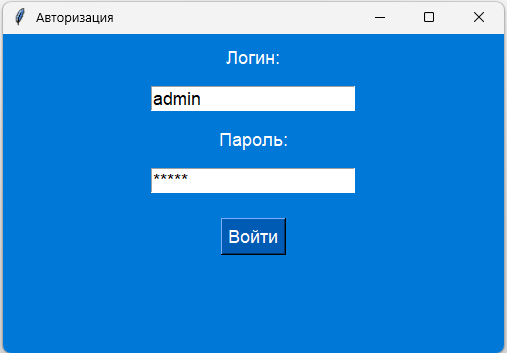 Авторизация
Логин:
admin
Пароль:
*****
Войти